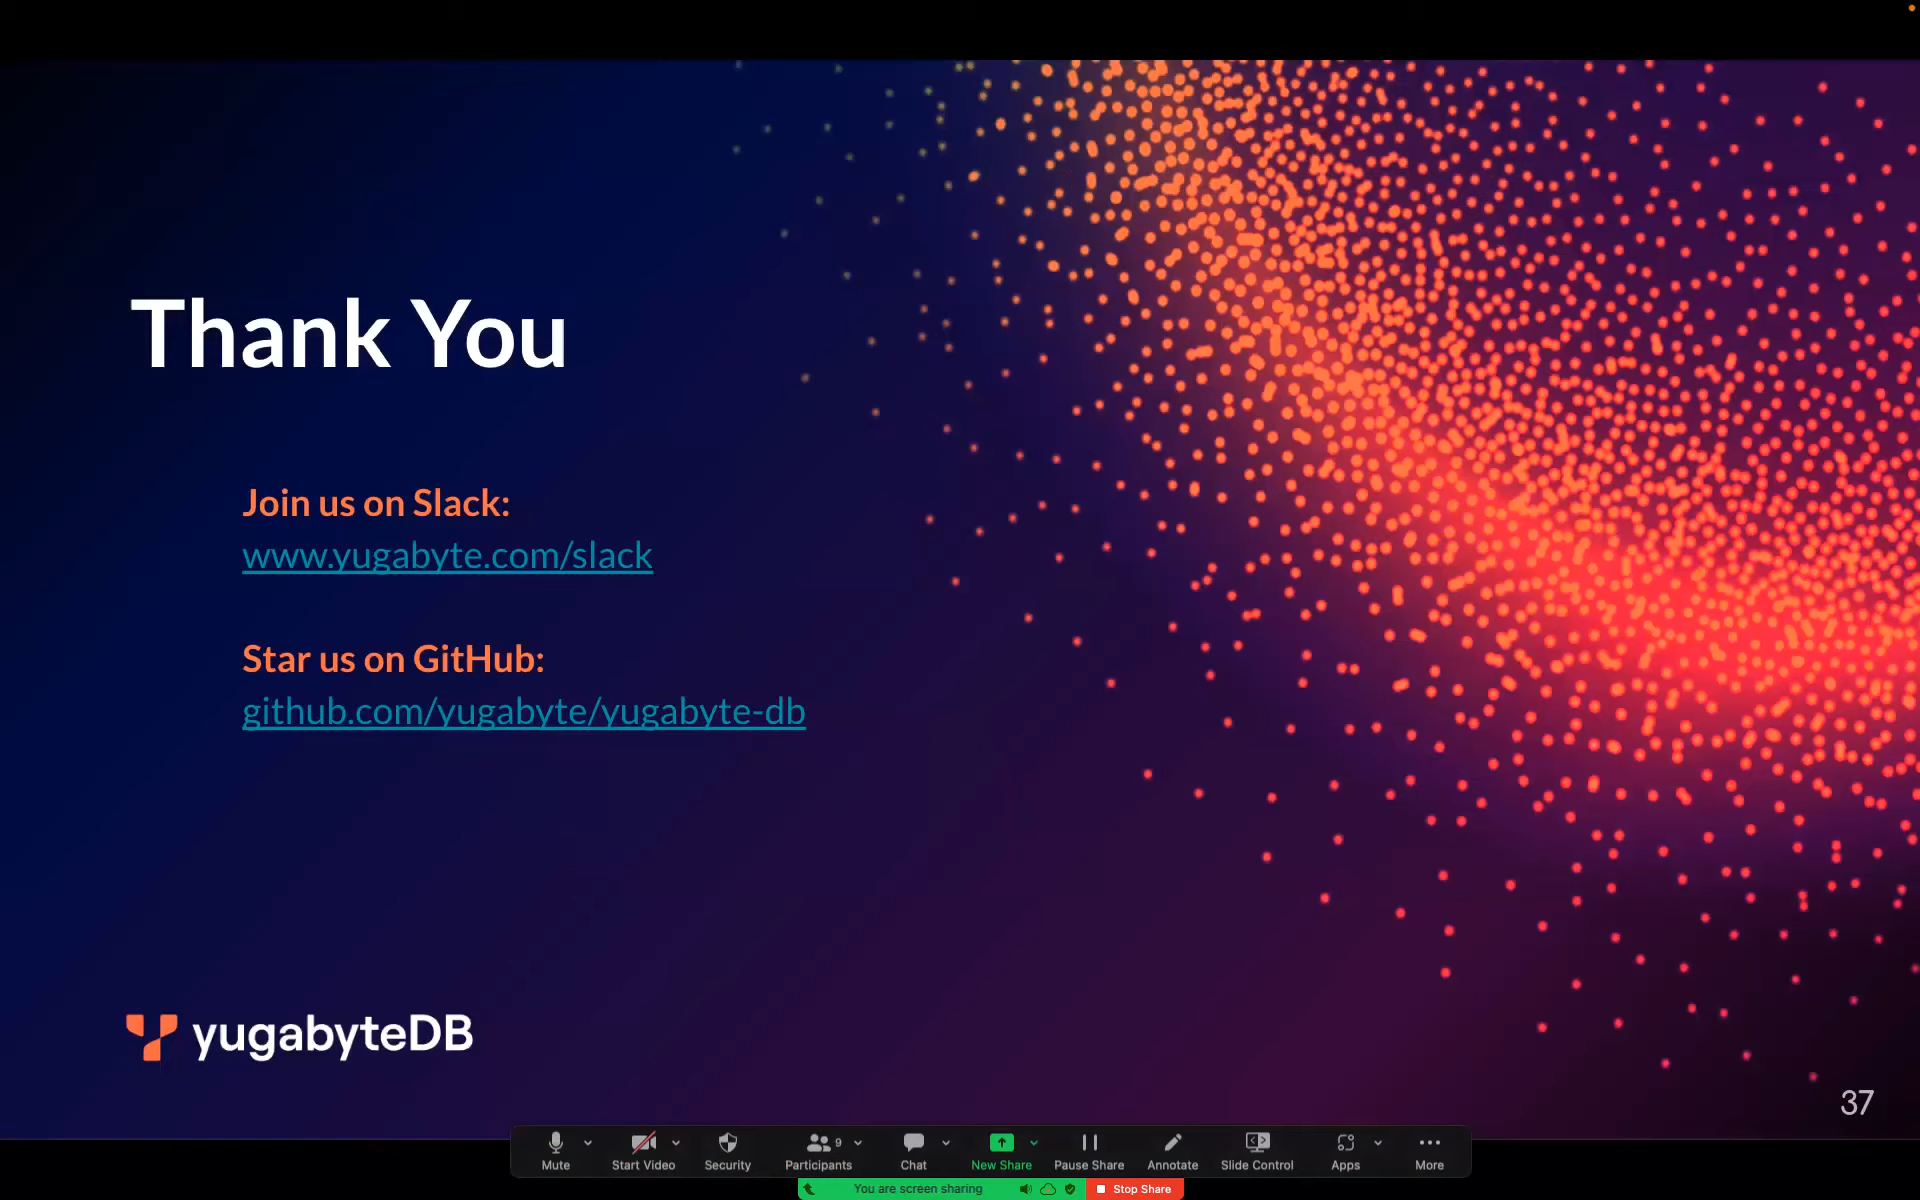 Thank You
Join us on Slack:
www.yugabyte.com/slack
Star us on GitHub:
github.com/yugabyte/yugabyte-db
yugabyteDB
37
Mute
Start Video
Security
9
Participants
Chat
New Share
Pause Share
Annotate
Slide Control
Apps
More
You are screen sharing
Stop Share